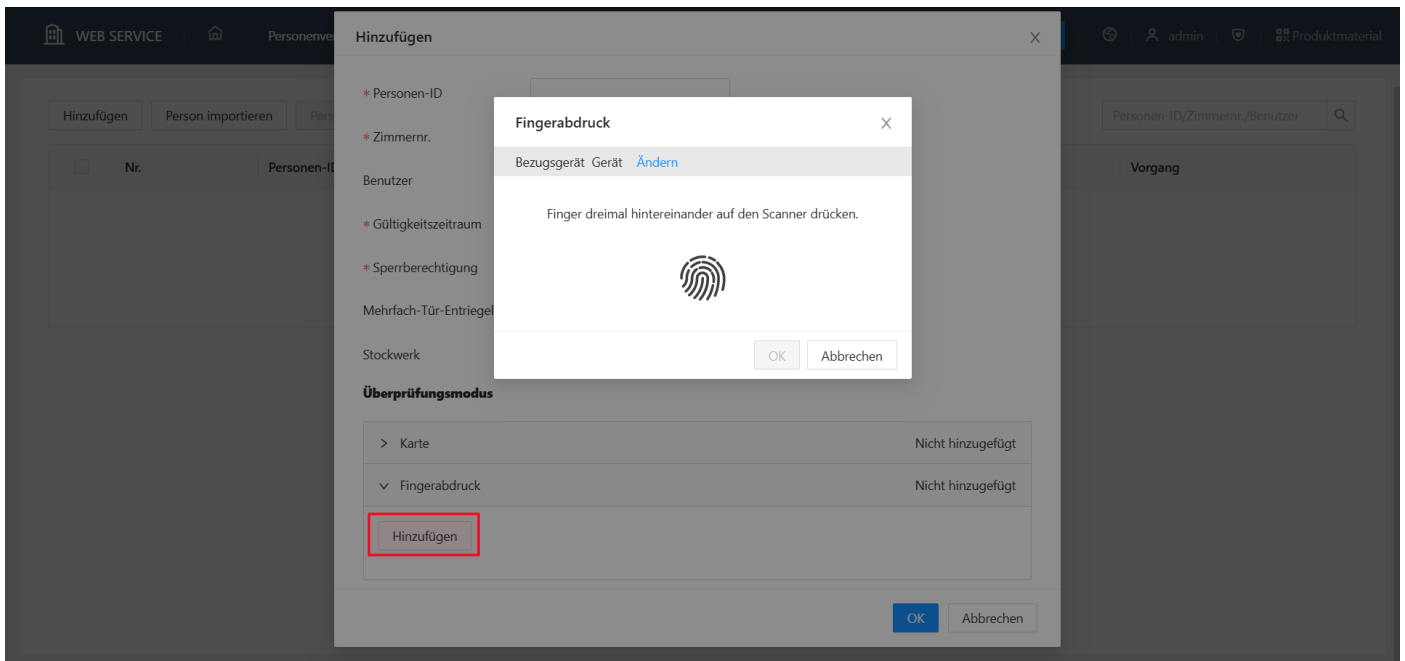 WEB SERVICE
Personenve
admin
Produktmaterial
Hinzufügen
Person importieren
Pers
Personen-ID/Zimmernr./Benutzer
Nr.
Personen-ID
Vorgang
Hinzufügen
* Personen-ID
* Zimmernr.
Benutzer
* Gültigkeitszeitraum
* Sperrberechtigung
Mehrfach-Tür-Entriegel
Stockwerk
Überprüfungsmodus
Karte Nicht hinzugefügt
Fingerabdruck Nicht hinzugefügt
Hinzufügen
OK Abbrechen
Fingerabdruck
Bezugsgerät Gerät Ändern
Finger dreimal hintereinander auf den Scanner drücken.
OK Abbrechen